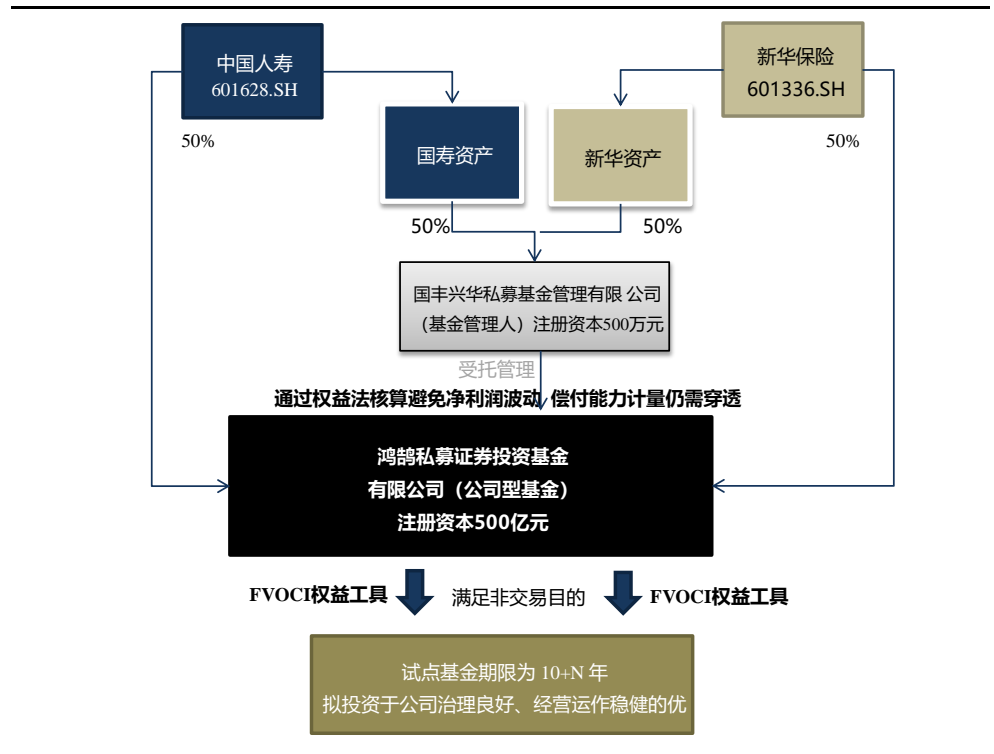 中国人寿
601628.SH
新华保险
601336.SH
50%
50%
国寿资产
新华资产
50%
50%
国丰兴华私募基金管理有限 公司
（基金管理人）注册资本500万元
受托管理
通过权益法核算避免净利润波动 偿付能力计量仍需穿透
鸿鹄私募证券投资基金
有限公司（公司型基金）
注册资本500亿元
FVOCI权益工具
满足非交易目的
FVOCI权益工具
试点基金期限为 10+N 年
拟投资于公司治理良好、经营运作稳健的优